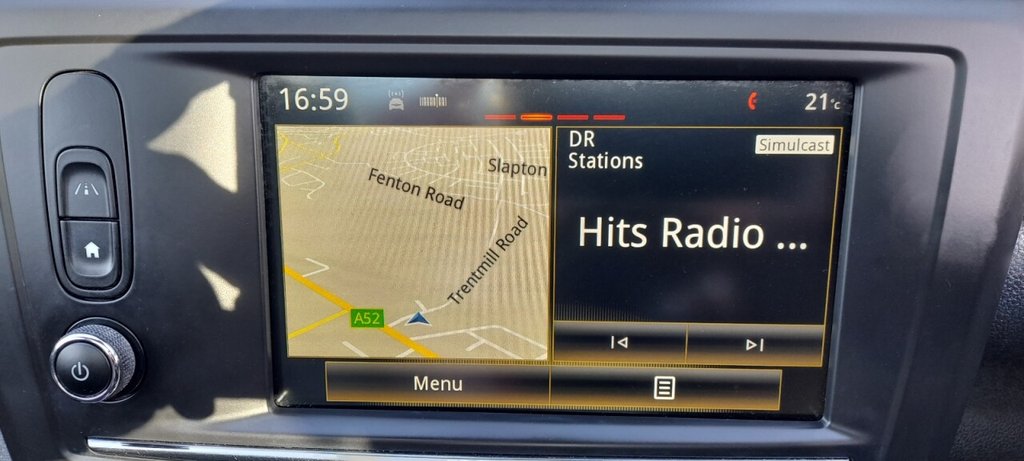 16:59
21°c
DR
Stations
Simulcast
Slapton
Fenton Road
Hits Radio ...
Trentmill Road
A52
Menu